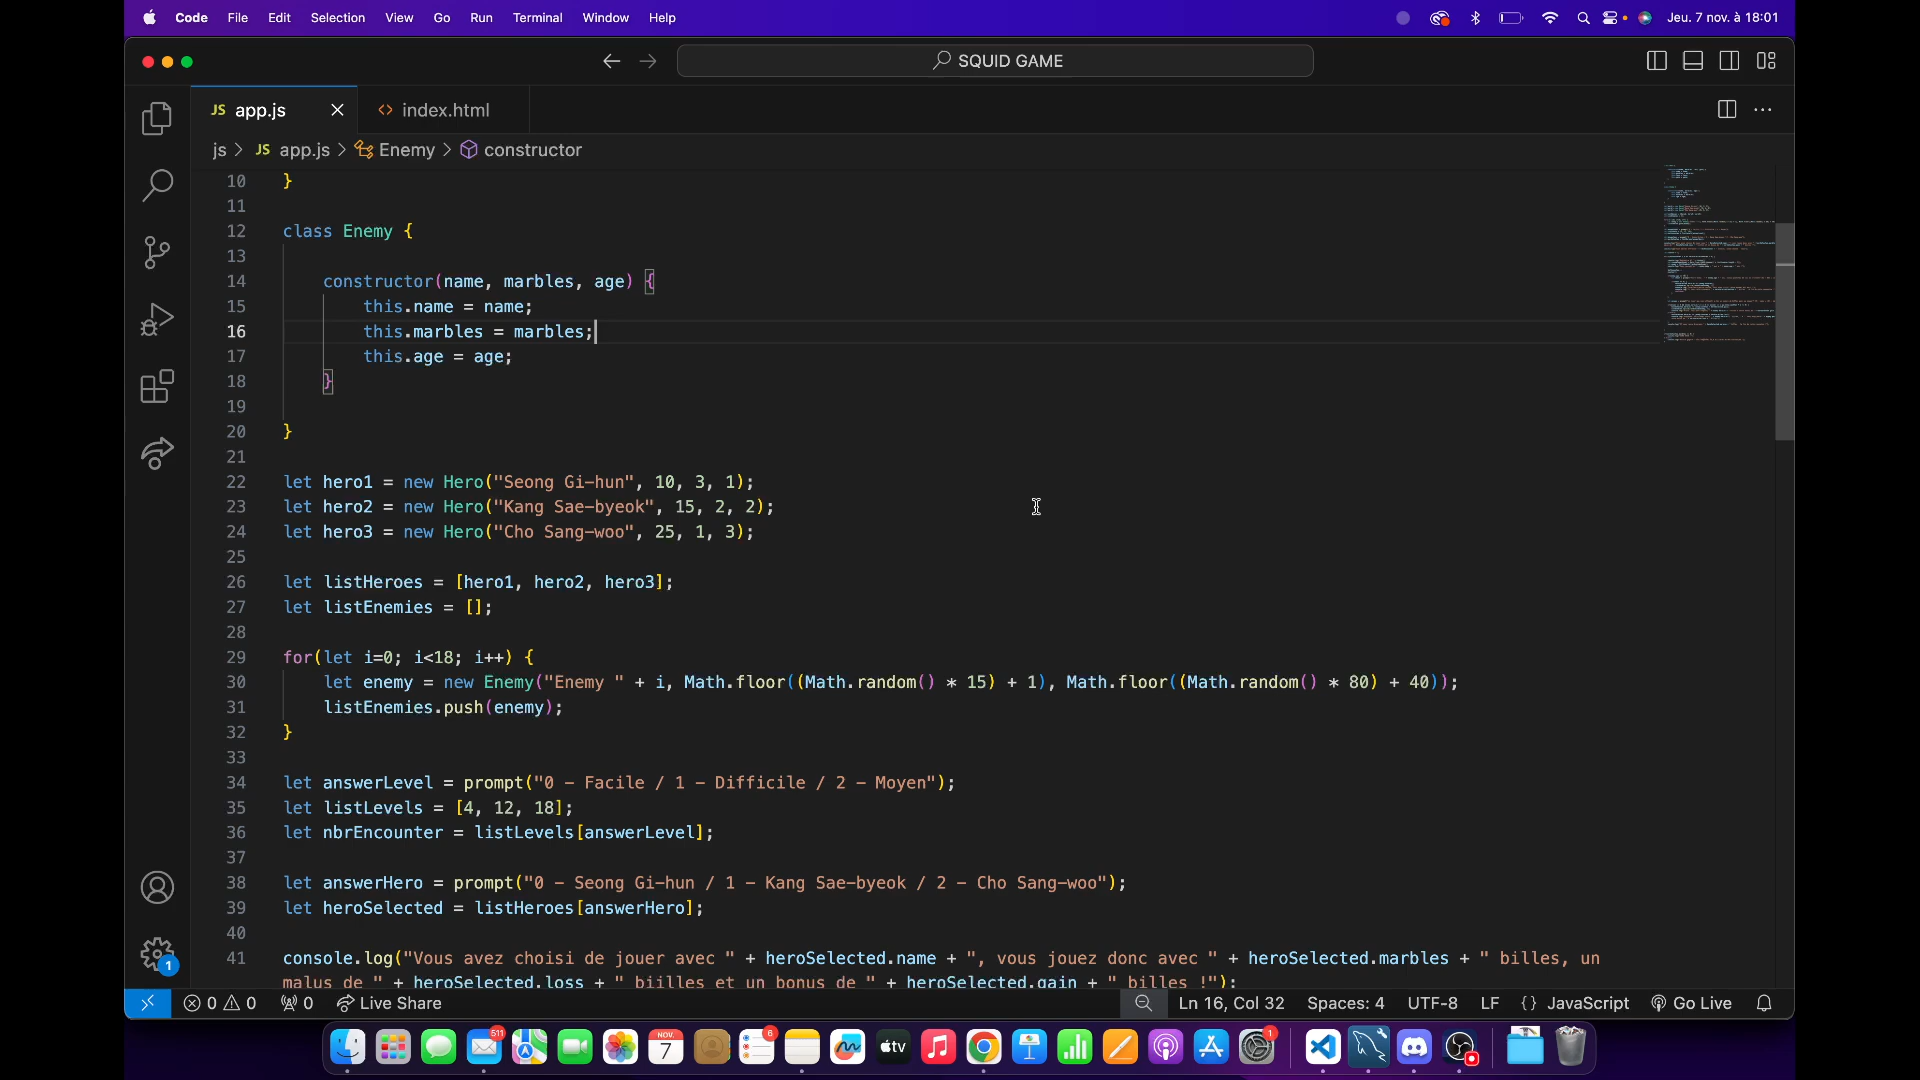 Code File Edit Selection View Go Run Terminal Window Help Jeu. 7 nov. à 18:01
SQUID GAME
JS app.js index.html
js > JS app.js > Enemy > constructor
10 }
11
12 class Enemy {
13
14 constructor(name, marbles, age) {
15 this.name = name;
16 this.marbles = marbles;
17 this.age = age;
18 }
19
20 }
21
22 let hero1 = new Hero("Seong Gi-hun", 10, 3, 1);
23 let hero2 = new Hero("Kang Sae-byeok", 15, 2, 2);
24 let hero3 = new Hero("Cho Sang-woo", 25, 1, 3);
25
26 let listHeroes = [hero1, hero2, hero3];
27 let listEnemies = [];
28
29 for(let i=0; i<18; i++) {
30 let enemy = new Enemy("Enemy " + i, Math.floor((Math.random() * 15) + 1), Math.floor((Math.random() * 80) + 40));
31 listEnemies.push(enemy);
32 }
33
34 let answerLevel = prompt("0 - Facile / 1 - Difficile / 2 - Moyen");
35 let listLevels = [4, 12, 18];
36 let nbrEncounter = listLevels[answerLevel];
37
38 let answerHero = prompt("0 - Seong Gi-hun / 1 - Kang Sae-byeok / 2 - Cho Sang-woo");
39 let heroSelected = listHeroes[answerHero];
40
41 console.log("Vous avez choisi de jouer avec " + heroSelected.name + ", vous jouez donc avec " + heroSelected.marbles + " billes, un
malus de " + heroSelected.loss + " biilles et un bonus de " + heroSelected.gain + " billes !");
1
0 0 0 Live Share Ln 16, Col 32 Spaces: 4 UTF-8 LF {} JavaScript Go Live
511 NOV. 7 6 tv 1